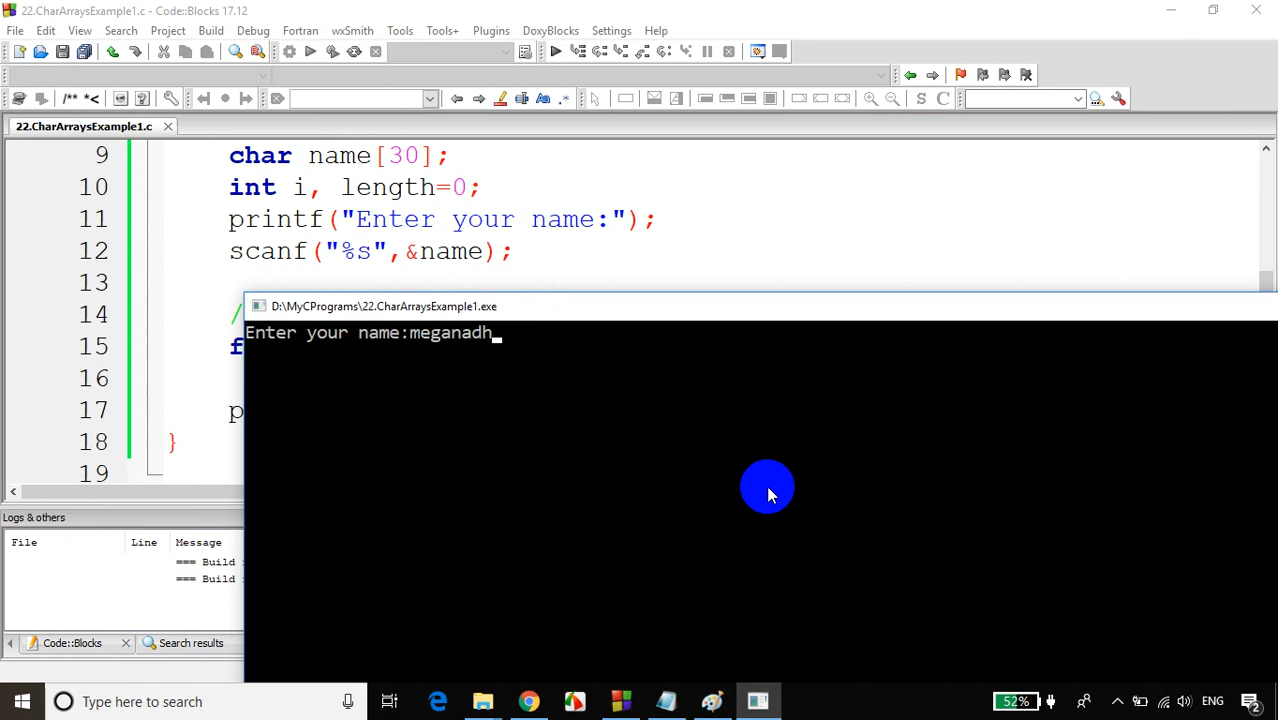 22.CharArraysExample1.c - Code::Blocks 17.12
File Edit View Search Project Build Debug Fortran wxSmith Tools Tools+ Plugins DoxyBlocks Settings Help
/** *<
S C
22.CharArraysExample1.c
9 char name[30];
10 int i, length=0;
11 printf("Enter your name:");
12 scanf("%s",&name);
13
14 /
15 f
16
17 p
18 }
19
D:\MyCPrograms\22.CharArraysExample1.exe
Enter your name:meganadh
Logs & others
File Line Message
=== Build
=== Build
Code::Blocks Search results
Type here to search
52% ENG 2